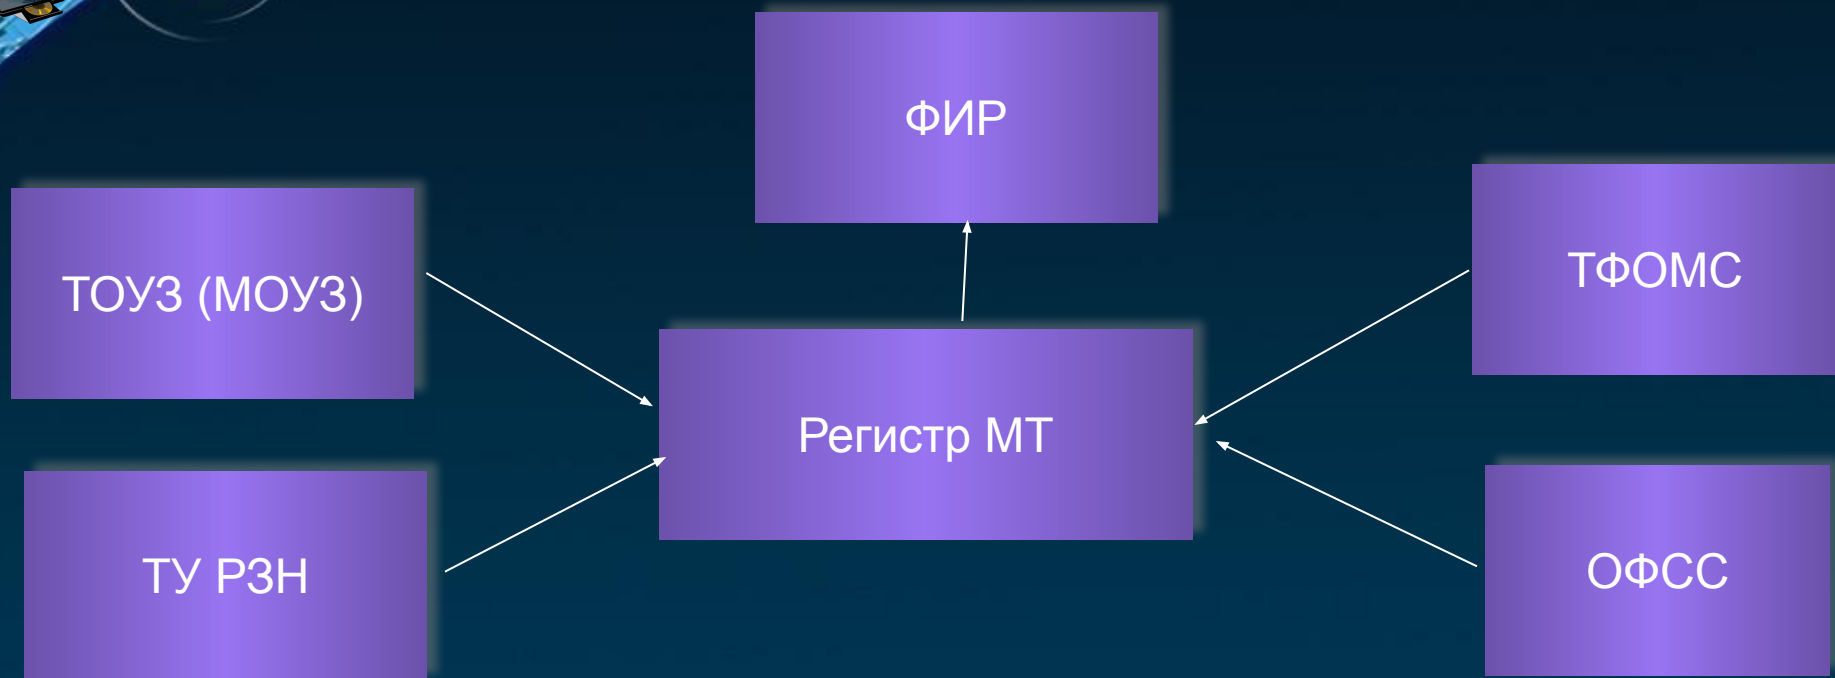 ФИР
ТОУЗ (МОУЗ)
ТФОМС
Регистр МТ
ТУ РЗН
ОФСС